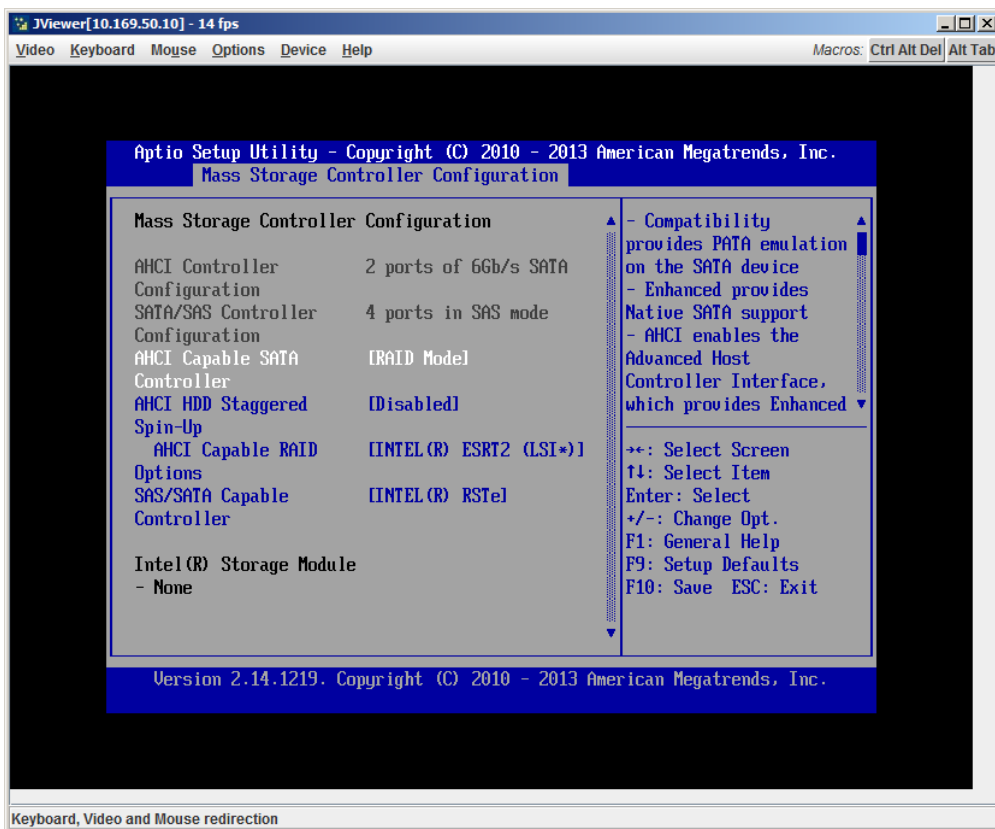 JViewer[10.169.50.10] - 14 fps
Video Keyboard Mouse Options Device Help Macros: Ctrl Alt Del Alt Tab
Aptio Setup Utility - Copyright (C) 2010 - 2013 American Megatrends, Inc.
Mass Storage Controller Configuration
Mass Storage Controller Configuration
AHCI Controller 2 ports of 6Gb/s SATA
Configuration
SATA/SAS Controller 4 ports in SAS mode
Configuration
AHCI Capable SATA [RAID Mode]
Controller
AHCI HDD Staggered [Disabled]
Spin-Up
AHCI Capable RAID [INTEL(R) ESRT2 (LSI*)]
Options
SAS/SATA Capable [INTEL(R) RSTe]
Controller
Intel(R) Storage Module
- None
- Compatibility
provides PATA emulation
on the SATA device
- Enhanced provides
Native SATA support
- AHCI enables the
Advanced Host
Controller Interface,
which provides Enhanced
→←: Select Screen
↑↓: Select Item
Enter: Select
+/-: Change Opt.
F1: General Help
F9: Setup Defaults
F10: Save ESC: Exit
Version 2.14.1219. Copyright (C) 2010 - 2013 American Megatrends, Inc.
Keyboard, Video and Mouse redirection